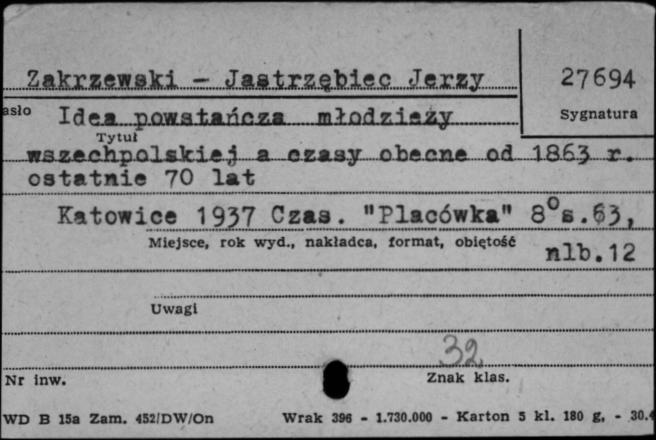 Zakrzewski - Jastrzębiec Jerzy
27694
asło
Sygnatura
Idea powstańcza młodzieży
Tytuł
wszechpolskiej a czasy obecne od 1863 r.
ostatnie 70 lat
Katowice 1937 Czas. "Placówka" 8° s.63,
Miejsce, rok wyd., nakładca, format, objętość
nlb.12
Uwagi
32
Nr inw.
Znak klas.
WD B 15a Zam. 452/DW/On Wrak 396 - 1.730.000 - Karton 5 kl. 180 g, - 30.4